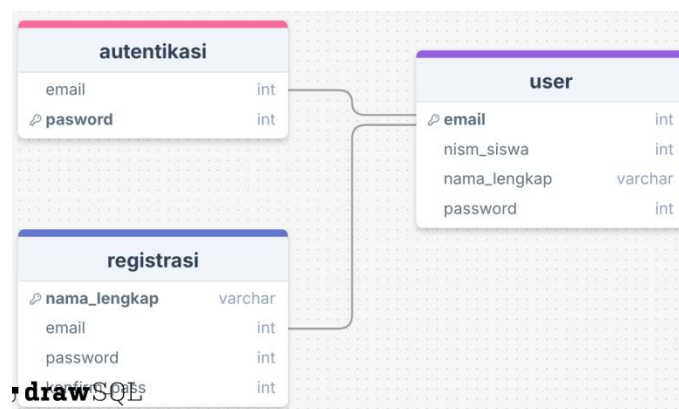 autentikasi
email int
pasword int
user
email int
nism_siswa int
nama_lengkap varchar
password int
registrasi
nama_lengkap varchar
email int
password int
konfirm_pass int
drawSQL